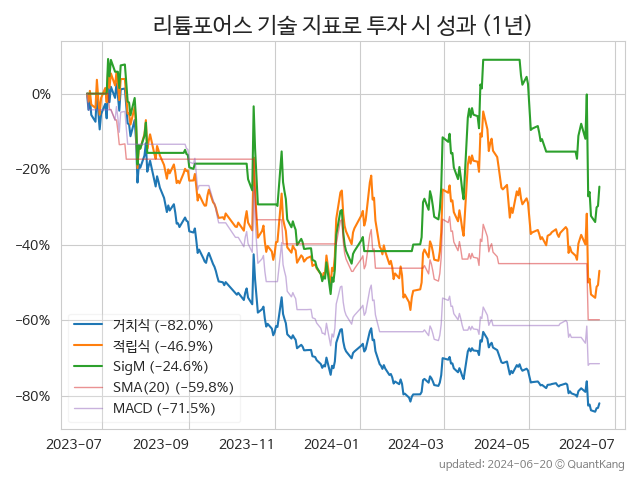 리튬포어스 기술 지표로 투자 시 성과 (1년)
0%
−20%
−40%
−60%
−80%
거치식 (−82.0%)
적립식 (−46.9%)
SigM (−24.6%)
SMA(20) (−59.8%)
MACD (−71.5%)
2023−07 2023−09 2023−11 2024−01 2024−03 2024−05 2024−07
updated: 2024−06−20 © QuantKang